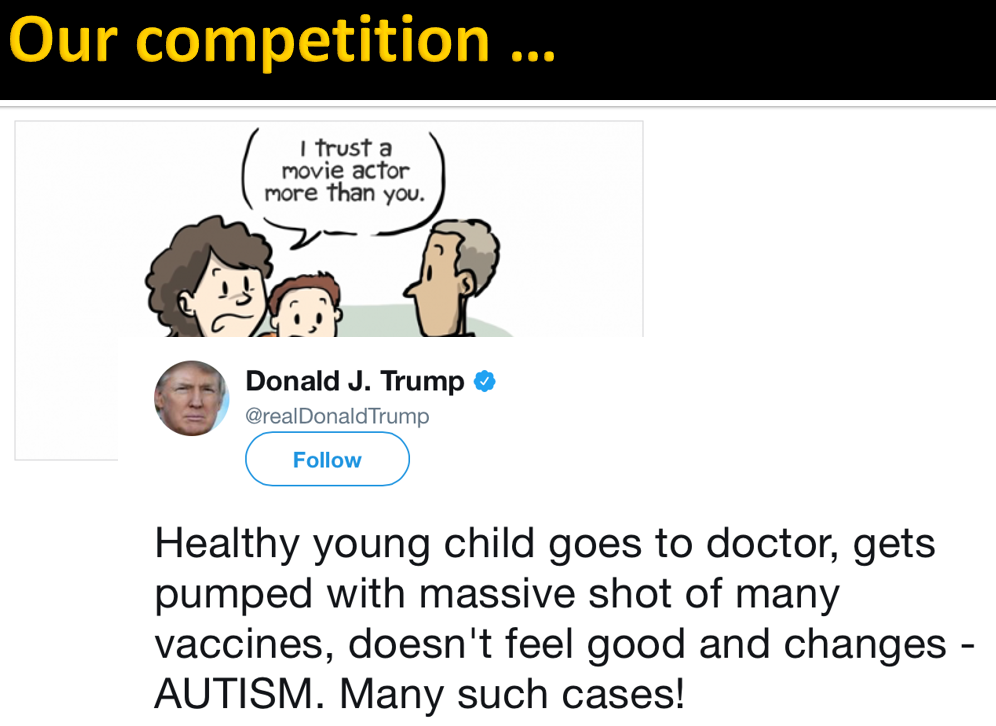 Our competition ...
I trust a
movie actor
more than you.
Donald J. Trump
@realDonaldTrump
Follow
Healthy young child goes to doctor, gets
pumped with massive shot of many
vaccines, doesn't feel good and changes -
AUTISM. Many such cases!